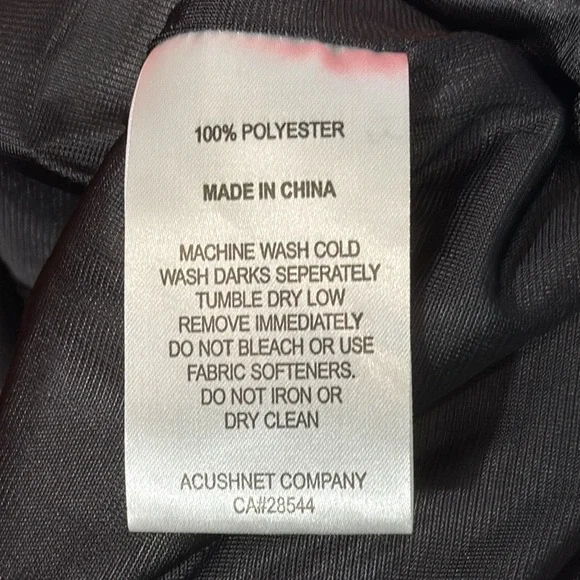 100% POLYESTER
MADE IN CHINA
MACHINE WASH COLD
WASH DARKS SEPERATELY
TUMBLE DRY LOW
REMOVE IMMEDIATELY
DO NOT BLEACH OR USE
FABRIC SOFTENERS.
DO NOT IRON OR
DRY CLEAN
ACUSHNET COMPANY
CA#28544